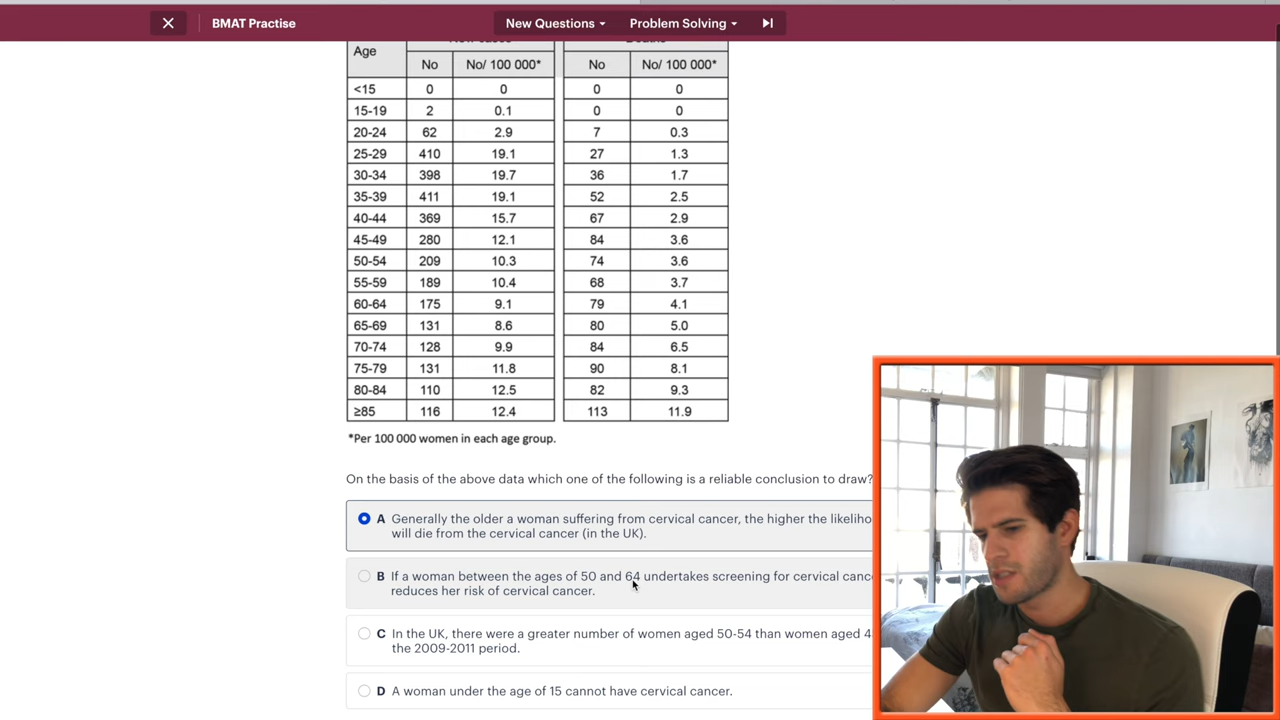 BMAT Practise
New Questions
Problem Solving
Age
No No/ 100 000* No No/ 100 000*
<15 0 0 0 0
15-19 2 0.1 0 0
20-24 62 2.9 7 0.3
25-29 410 19.1 27 1.3
30-34 398 19.7 36 1.7
35-39 411 19.1 52 2.5
40-44 369 15.7 67 2.9
45-49 280 12.1 84 3.6
50-54 209 10.3 74 3.6
55-59 189 10.4 68 3.7
60-64 175 9.1 79 4.1
65-69 131 8.6 80 5.0
70-74 128 9.9 84 6.5
75-79 131 11.8 90 8.1
80-84 110 12.5 82 9.3
≥85 116 12.4 113 11.9
*Per 100 000 women in each age group.
On the basis of the above data which one of the following is a reliable conclusion to draw?
A Generally the older a woman suffering from cervical cancer, the higher the
will die from the cervical cancer (in the UK).
B If a woman between the ages of 50 and 64 undertakes screening for cervical
reduces her risk of cervical cancer.
C In the UK, there were a greater number of women aged 50-54 than women aged
the 2009-2011 period.
D A woman under the age of 15 cannot have cervical cancer.